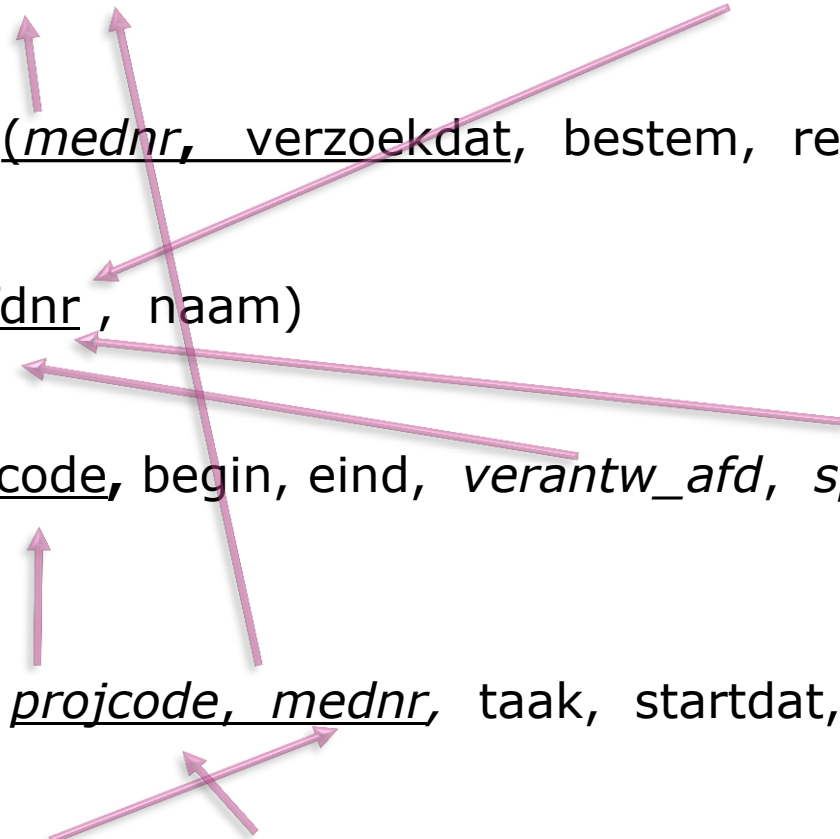 (mednr, verzoekdat, bestem, re
dnr , naam)
code, begin, eind, verantw_afd, s
projcode, mednr, taak, startdat,